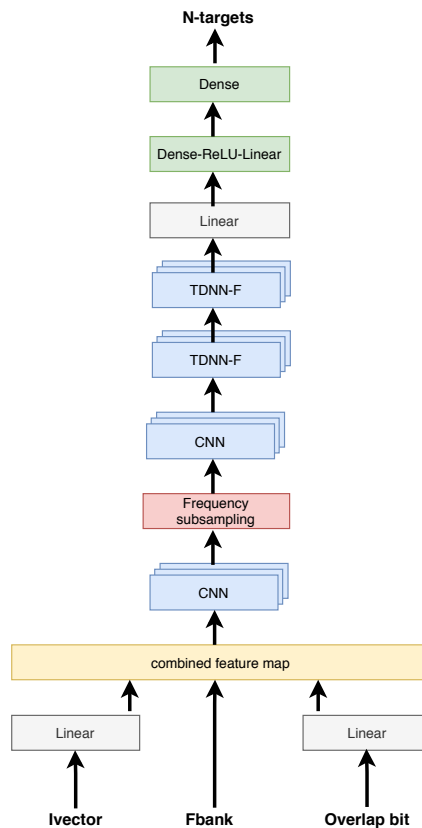 N-targets
Dense
Dense-ReLU-Linear
Linear
TDNN-F
TDNN-F
CNN
Frequency
subsampling
CNN
combined feature map
Linear
Linear
Ivector
Fbank
Overlap bit